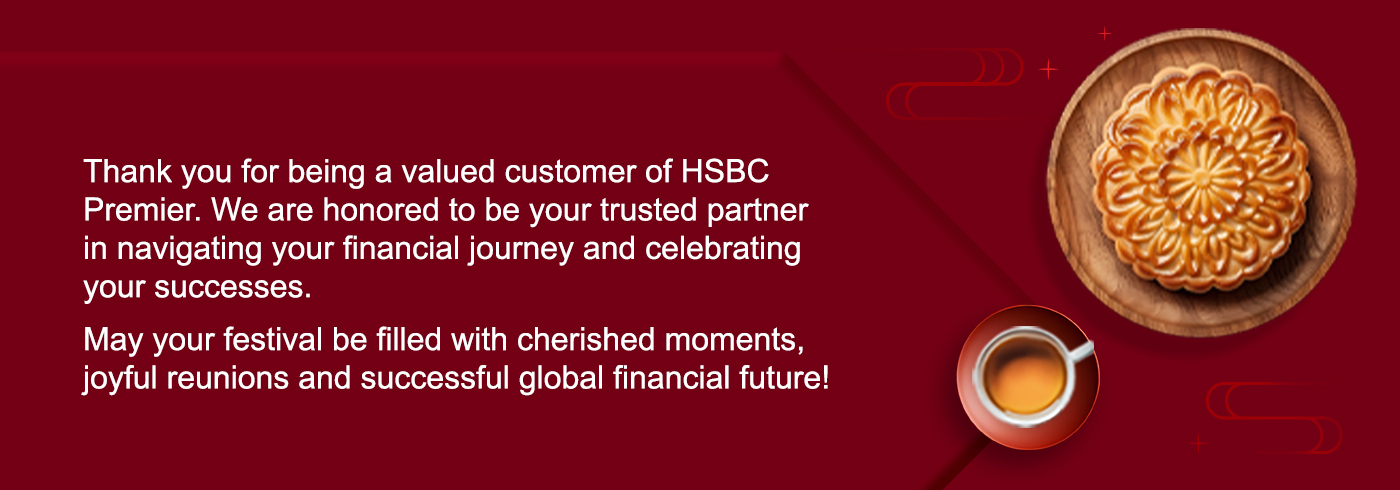 Thank you for being a valued customer of HSBC
Premier. We are honored to be your trusted partner
in navigating your financial journey and celebrating
your successes.
May your festival be filled with cherished moments,
joyful reunions and successful global financial future!